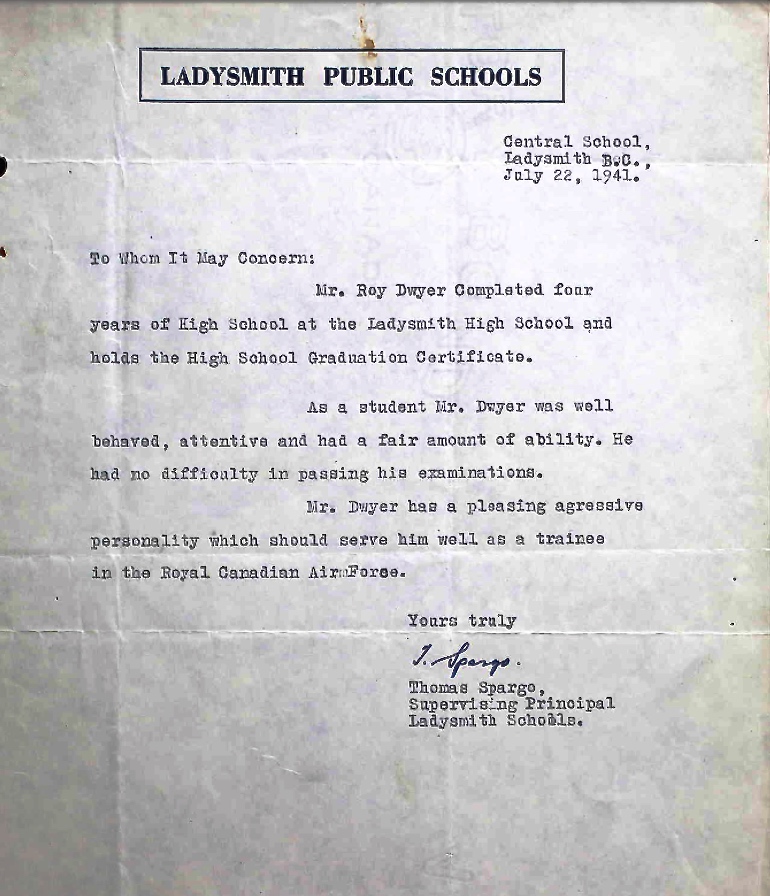 LADYSMITH PUBLIC SCHOOLS
Central School,
Ladysmith B.C.,
July 22, 1941.
To Whom It May Concern:
Mr. Roy Dwyer Completed four
years of High School at the Ladysmith High School and
holds the High School Graduation Certificate.
As a student Mr. Dwyer was well
behaved, attentive and had a fair amount of ability. He
had no difficulty in passing his examinations.
Mr. Dwyer has a pleasing agressive
personality which should serve him well as a trainee
in the Royal Canadian Air Force.
Yours truly
T. Spargo.
Thomas Spargo,
Supervising Principal
Ladysmith Schools.